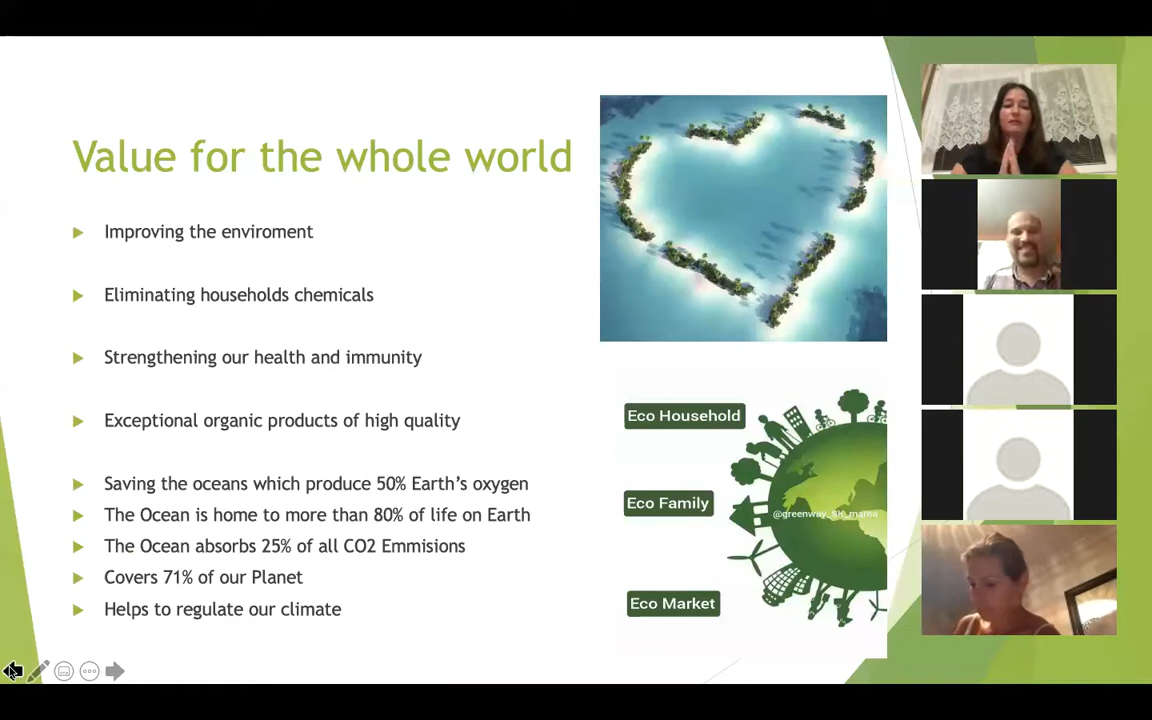 Value for the whole world
Improving the enviroment
Eliminating households chemicals
Strengthening our health and immunity
Exceptional organic products of high quality
Saving the oceans which produce 50% Earth's oxygen
The Ocean is home to more than 80% of life on Earth
The Ocean absorbs 25% of all CO2 Emmisions
Covers 71% of our Planet
Helps to regulate our climate
Eco Household
Eco Family
@greenway_SK_mama
Eco Market